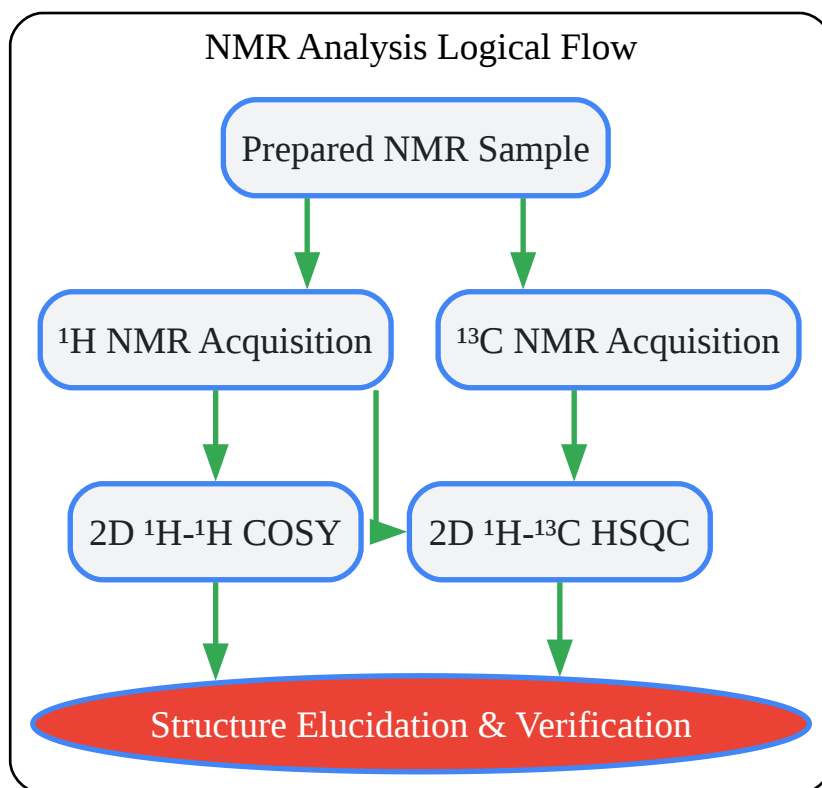 NMR Analysis Logical Flow
Prepared NMR Sample
¹H NMR Acquisition
¹³C NMR Acquisition
2D ¹H-¹H COSY
2D ¹H-¹³C HSQC
Structure Elucidation & Verification